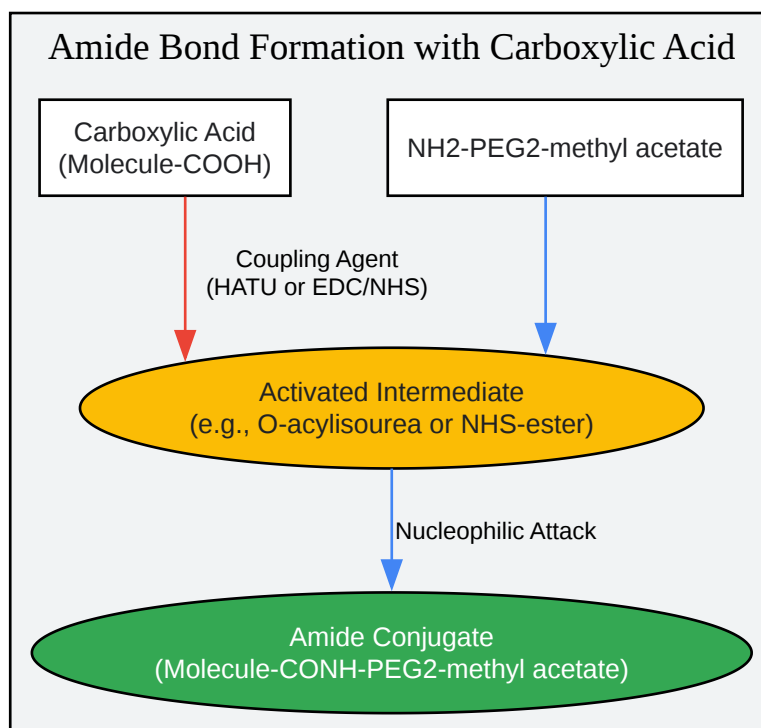 Amide Bond Formation with Carboxylic Acid
Carboxylic Acid
(Molecule-COOH)
NH2-PEG2-methyl acetate
Coupling Agent
(HATU or EDC/NHS)
Activated Intermediate
(e.g., O-acylisourea or NHS-ester)
Nucleophilic Attack
Amide Conjugate
(Molecule-CONH-PEG2-methyl acetate)